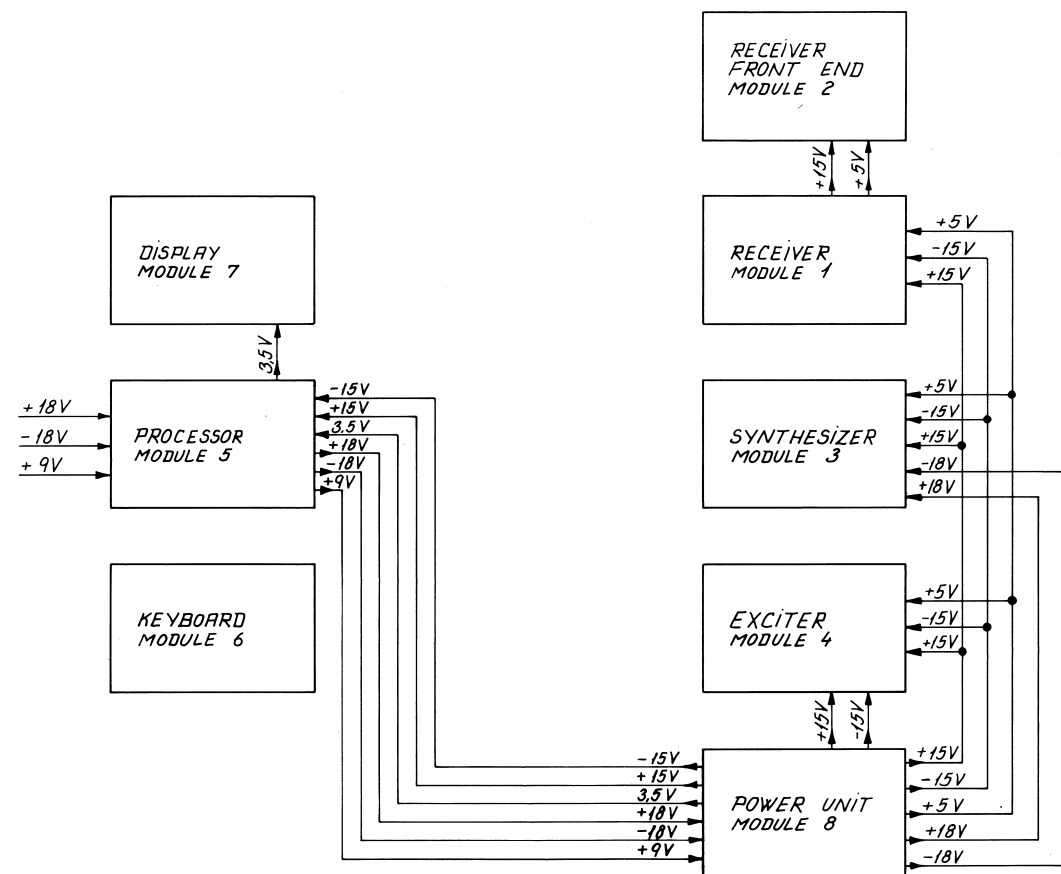 RECEIVER
FRONT END
MODULE 2
+15V
+5V
DISPLAY
MODULE 7
RECEIVER
MODULE 1
+5V
-15V
+15V
3,5V
+18V
-18V
+ 9V
PROCESSOR
MODULE 5
-15V
+15V
3.5V
+18V
-18V
+9V
SYNTHESIZER
MODULE 3
+5V
-15V
+15V
-18V
+18V
KEYBOARD
MODULE 6
EXCITER
MODULE 4
+5V
-15V
+15V
+15V
-15V
-15V
+15V
3,5V
+18V
-18V
+9V
POWER UNIT
MODULE 8
+15V
-15V
+5V
+18V
-18V